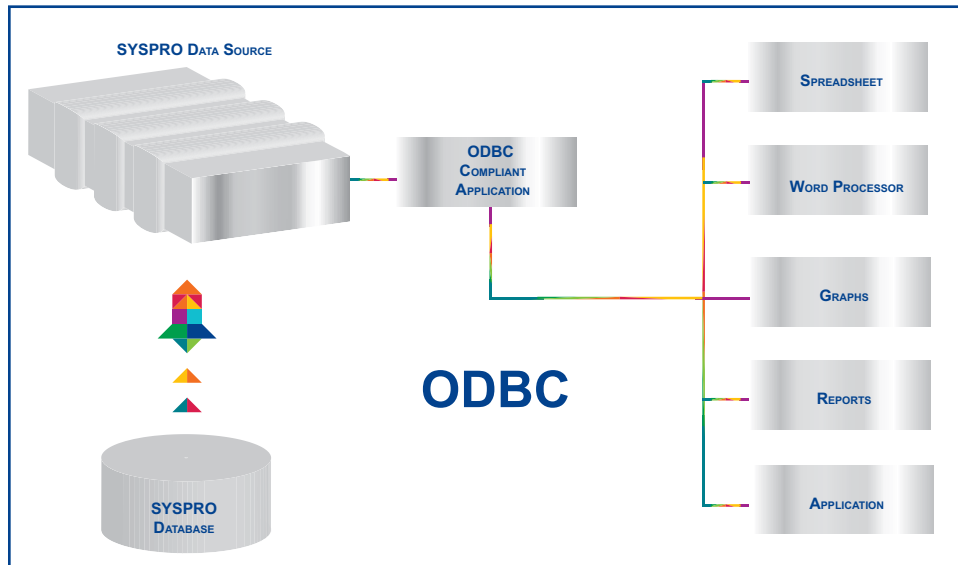 SYSPRO Data Source
ODBC
Compliant
Application
Spreadsheet
Word Processor
Graphs
Reports
Application
ODBC
SYSPRO
Database